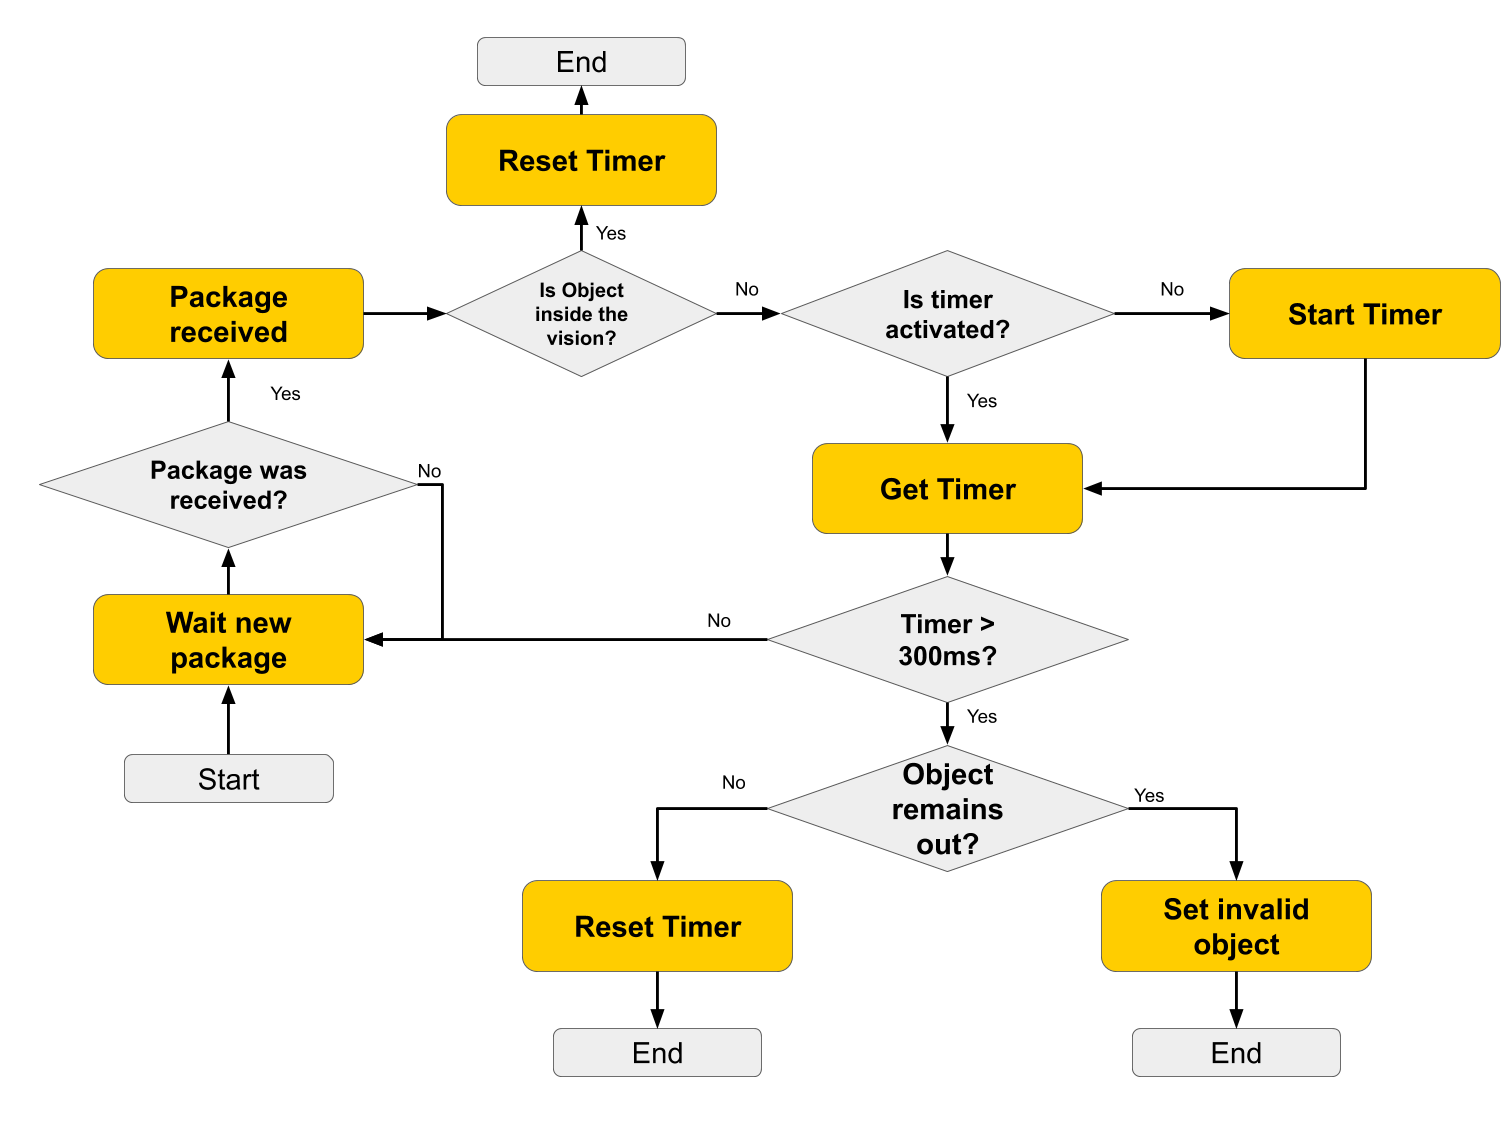 End
Reset Timer
Yes
Package
received
Is Object
inside the
vision?
No
Is timer
activated?
No
Start Timer
Yes
Yes
Package was
received?
No
Get Timer
Wait new
package
No
Timer >
300ms?
Yes
Start
No
Object
remains
out?
Yes
Reset Timer
Set invalid
object
End
End